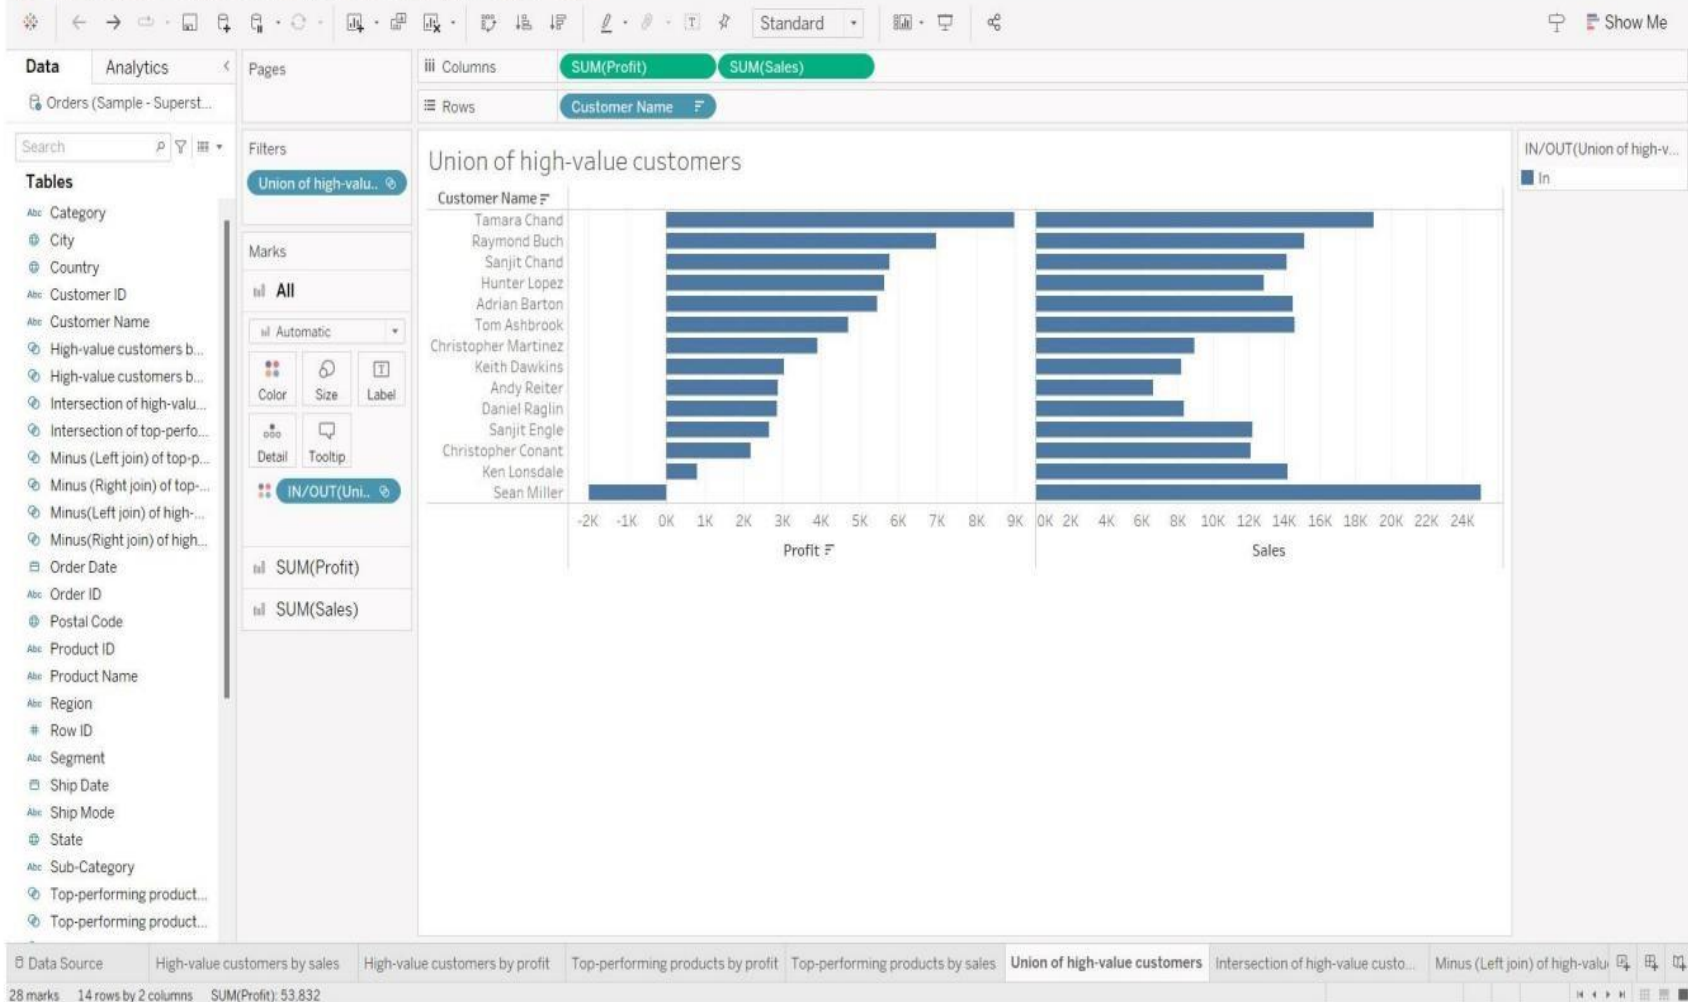 Standard
Show Me
Data
Analytics
Orders (Sample - Superst...
Search
Tables
Abc Category
City
Country
Abc Customer ID
Abc Customer Name
High-value customers b...
High-value customers b...
Intersection of high-valu...
Intersection of top-perfo...
Minus (Left join) of top-p...
Minus (Right join) of top-...
Minus(Left join) of high-...
Minus(Right join) of high...
Order Date
Abc Order ID
Postal Code
Abc Product ID
Abc Product Name
Abc Region
# Row ID
Abc Segment
Ship Date
Abc Ship Mode
State
Abc Sub-Category
Top-performing product...
Top-performing product...
Pages
Filters
Union of high-valu..
Marks
All
Automatic
Color
Size
Label
Detail
Tooltip
IN/OUT(Uni..
SUM(Profit)
SUM(Sales)
Columns
SUM(Profit)
SUM(Sales)
Rows
Customer Name
Union of high-value customers
Customer Name
Tamara Chand
Raymond Buch
Sanjit Chand
Hunter Lopez
Adrian Barton
Tom Ashbrook
Christopher Martinez
Keith Dawkins
Andy Reiter
Daniel Raglin
Sanjit Engle
Christopher Conant
Ken Lonsdale
Sean Miller
-2K -1K 0K 1K 2K 3K 4K 5K 6K 7K 8K 9K
0K 2K 4K 6K 8K 10K 12K 14K 16K 18K 20K 22K 24K
Profit
Sales
IN/OUT(Union of high-v...
In
Data Source
High-value customers by sales
High-value customers by profit
Top-performing products by profit
Top-performing products by sales
Union of high-value customers
Intersection of high-value custo...
Minus (Left join) of high-valu
28 marks
14 rows by 2 columns
SUM(Profit): 53,832